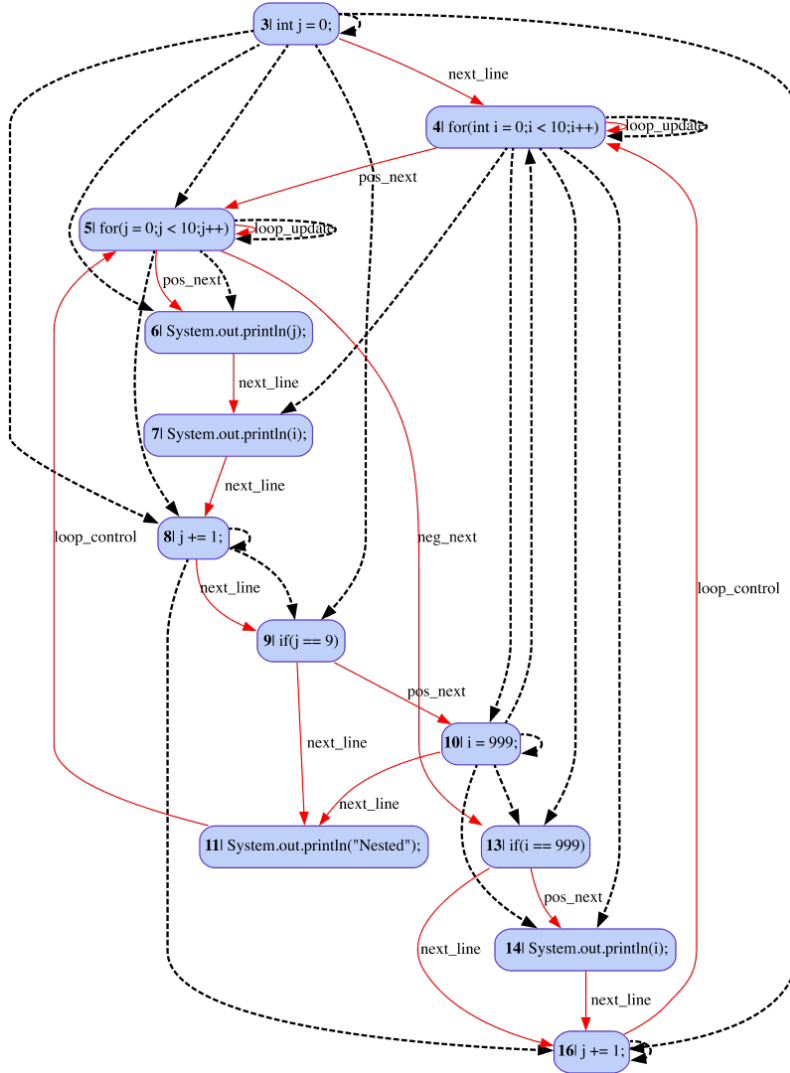 3| int j = 0;
next_line
4| for(int i = 0;i < 10;i++)
loop_update
pos_next
5| for(j = 0;j < 10;j++)
loop_update
pos_next
6| System.out.println(j);
next_line
7| System.out.println(i);
next_line
8| j += 1;
loop_control
neg_next
loop_control
next_line
9| if(j == 9)
pos_next
10| i = 999;
next_line
next_line
11| System.out.println("Nested");
13| if(i == 999)
pos_next
14| System.out.println(i);
next_line
next_line
16| j += 1;